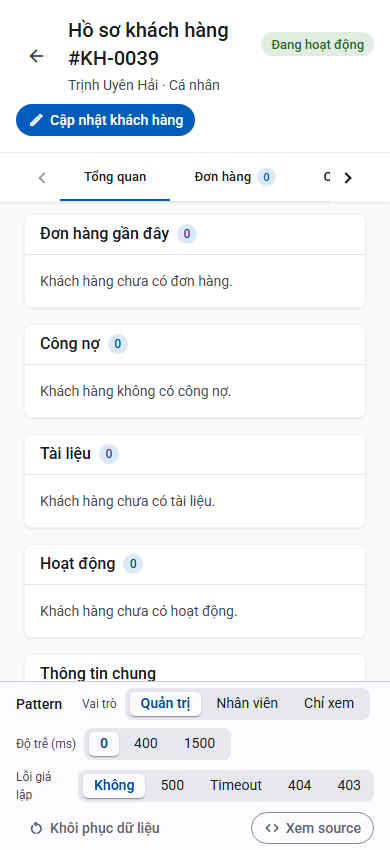 Hồ sơ khách hàng
#KH-0039
Đang hoạt động
Trịnh Uyên Hải · Cá nhân
Cập nhật khách hàng
Tổng quan
Đơn hàng 0
Đơn hàng gần đây 0
Khách hàng chưa có đơn hàng.
Công nợ 0
Khách hàng không có công nợ.
Tài liệu 0
Khách hàng chưa có tài liệu.
Hoạt động 0
Khách hàng chưa có hoạt động.
Thông tin chung
Pattern Vai trò Quản trị Nhân viên Chỉ xem
Độ trễ (ms) 0 400 1500
Lỗi giả
lập
Không 500 Timeout 404 403
Khôi phục dữ liệu
Xem source